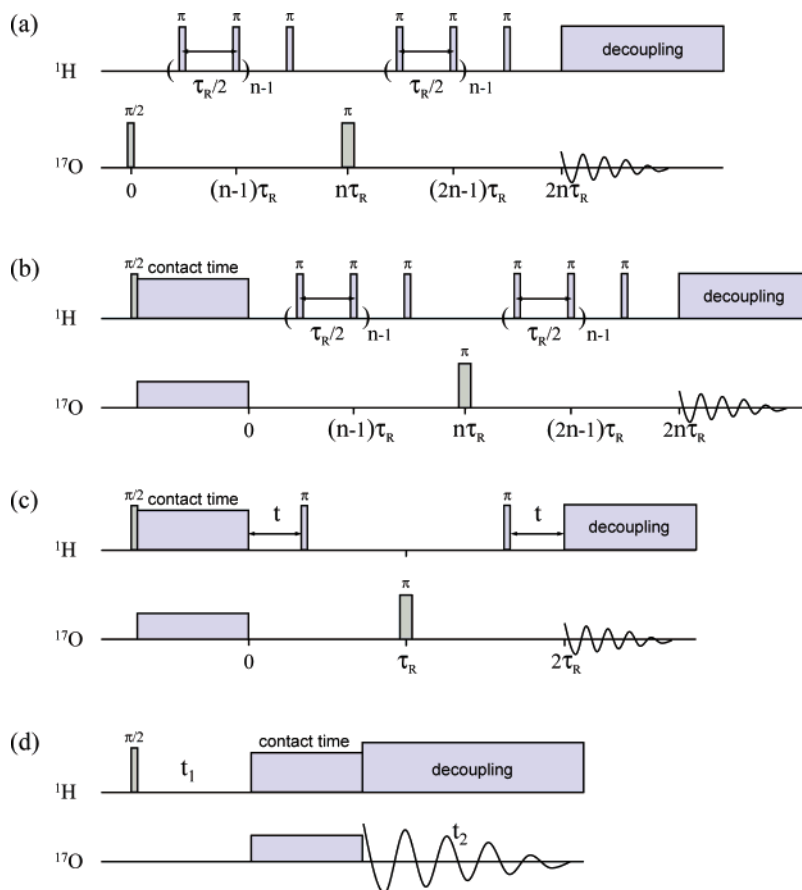 (a)
π π π π π π
decoupling
¹H
( τR/2 )n-1 ( τR/2 )n-1
π/2 π
¹⁷O
0 (n-1)τR nτR (2n-1)τR 2nτR
(b)
π/2 contact time π π π π π π
decoupling
¹H
( τR/2 )n-1 ( τR/2 )n-1
π
¹⁷O
0 (n-1)τR nτR (2n-1)τR 2nτR
(c)
π/2 contact time t π π t
decoupling
¹H
π
¹⁷O
0 τR 2τR
(d)
π/2 t₁ contact time
decoupling
¹H
t₂
¹⁷O